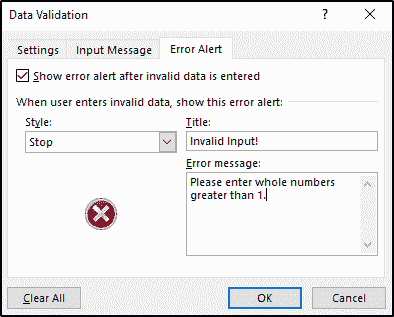 Data Validation ?
Settings Input Message Error Alert
Show error alert after invalid data is entered
When user enters invalid data, show this error alert:
Style: Title:
Stop Invalid Input!
Error message:
Please enter whole numbers
greater than 1.
Clear All OK Cancel